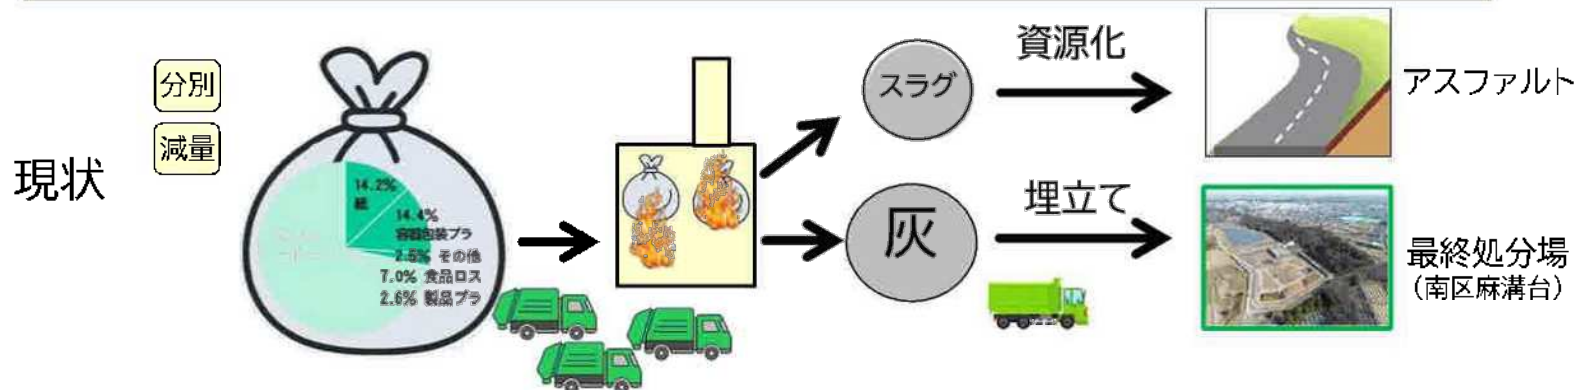 現状
分別
減量
14.2%
紙
14.4%
容器包装プラ
2.5% その他
7.0% 食品ロス
2.6% 製品プラ
スラグ
資源化
アスファルト
灰
埋立て
最終処分場
(南区麻溝台)